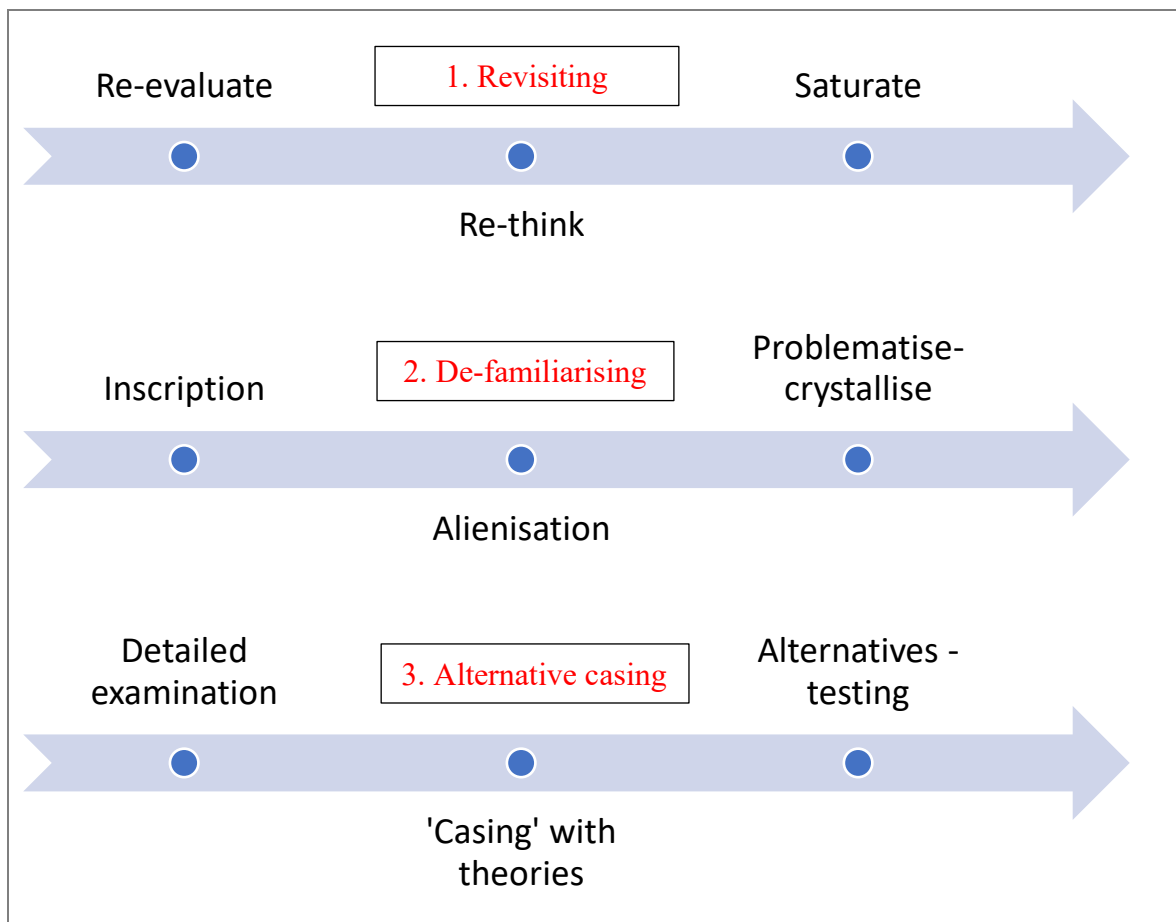 Re-evaluate
1. Revisiting
Saturate
Re-think
Inscription
2. De-familiarising
Problematise-
crystallise
Alienisation
Detailed
examination
3. Alternative casing
Alternatives -
testing
'Casing' with
theories